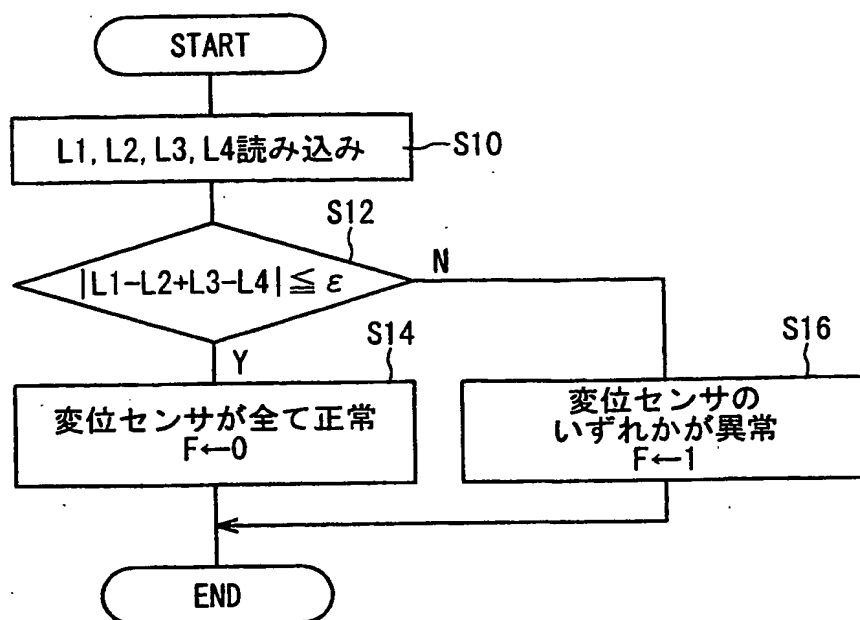 START
L1, L2, L3, L4読み込み
S10
S12
|L1-L2+L3-L4|≦ε
N
Y
S14
変位センサが全て正常
F←0
S16
変位センサの
いずれかが異常
F←1
END